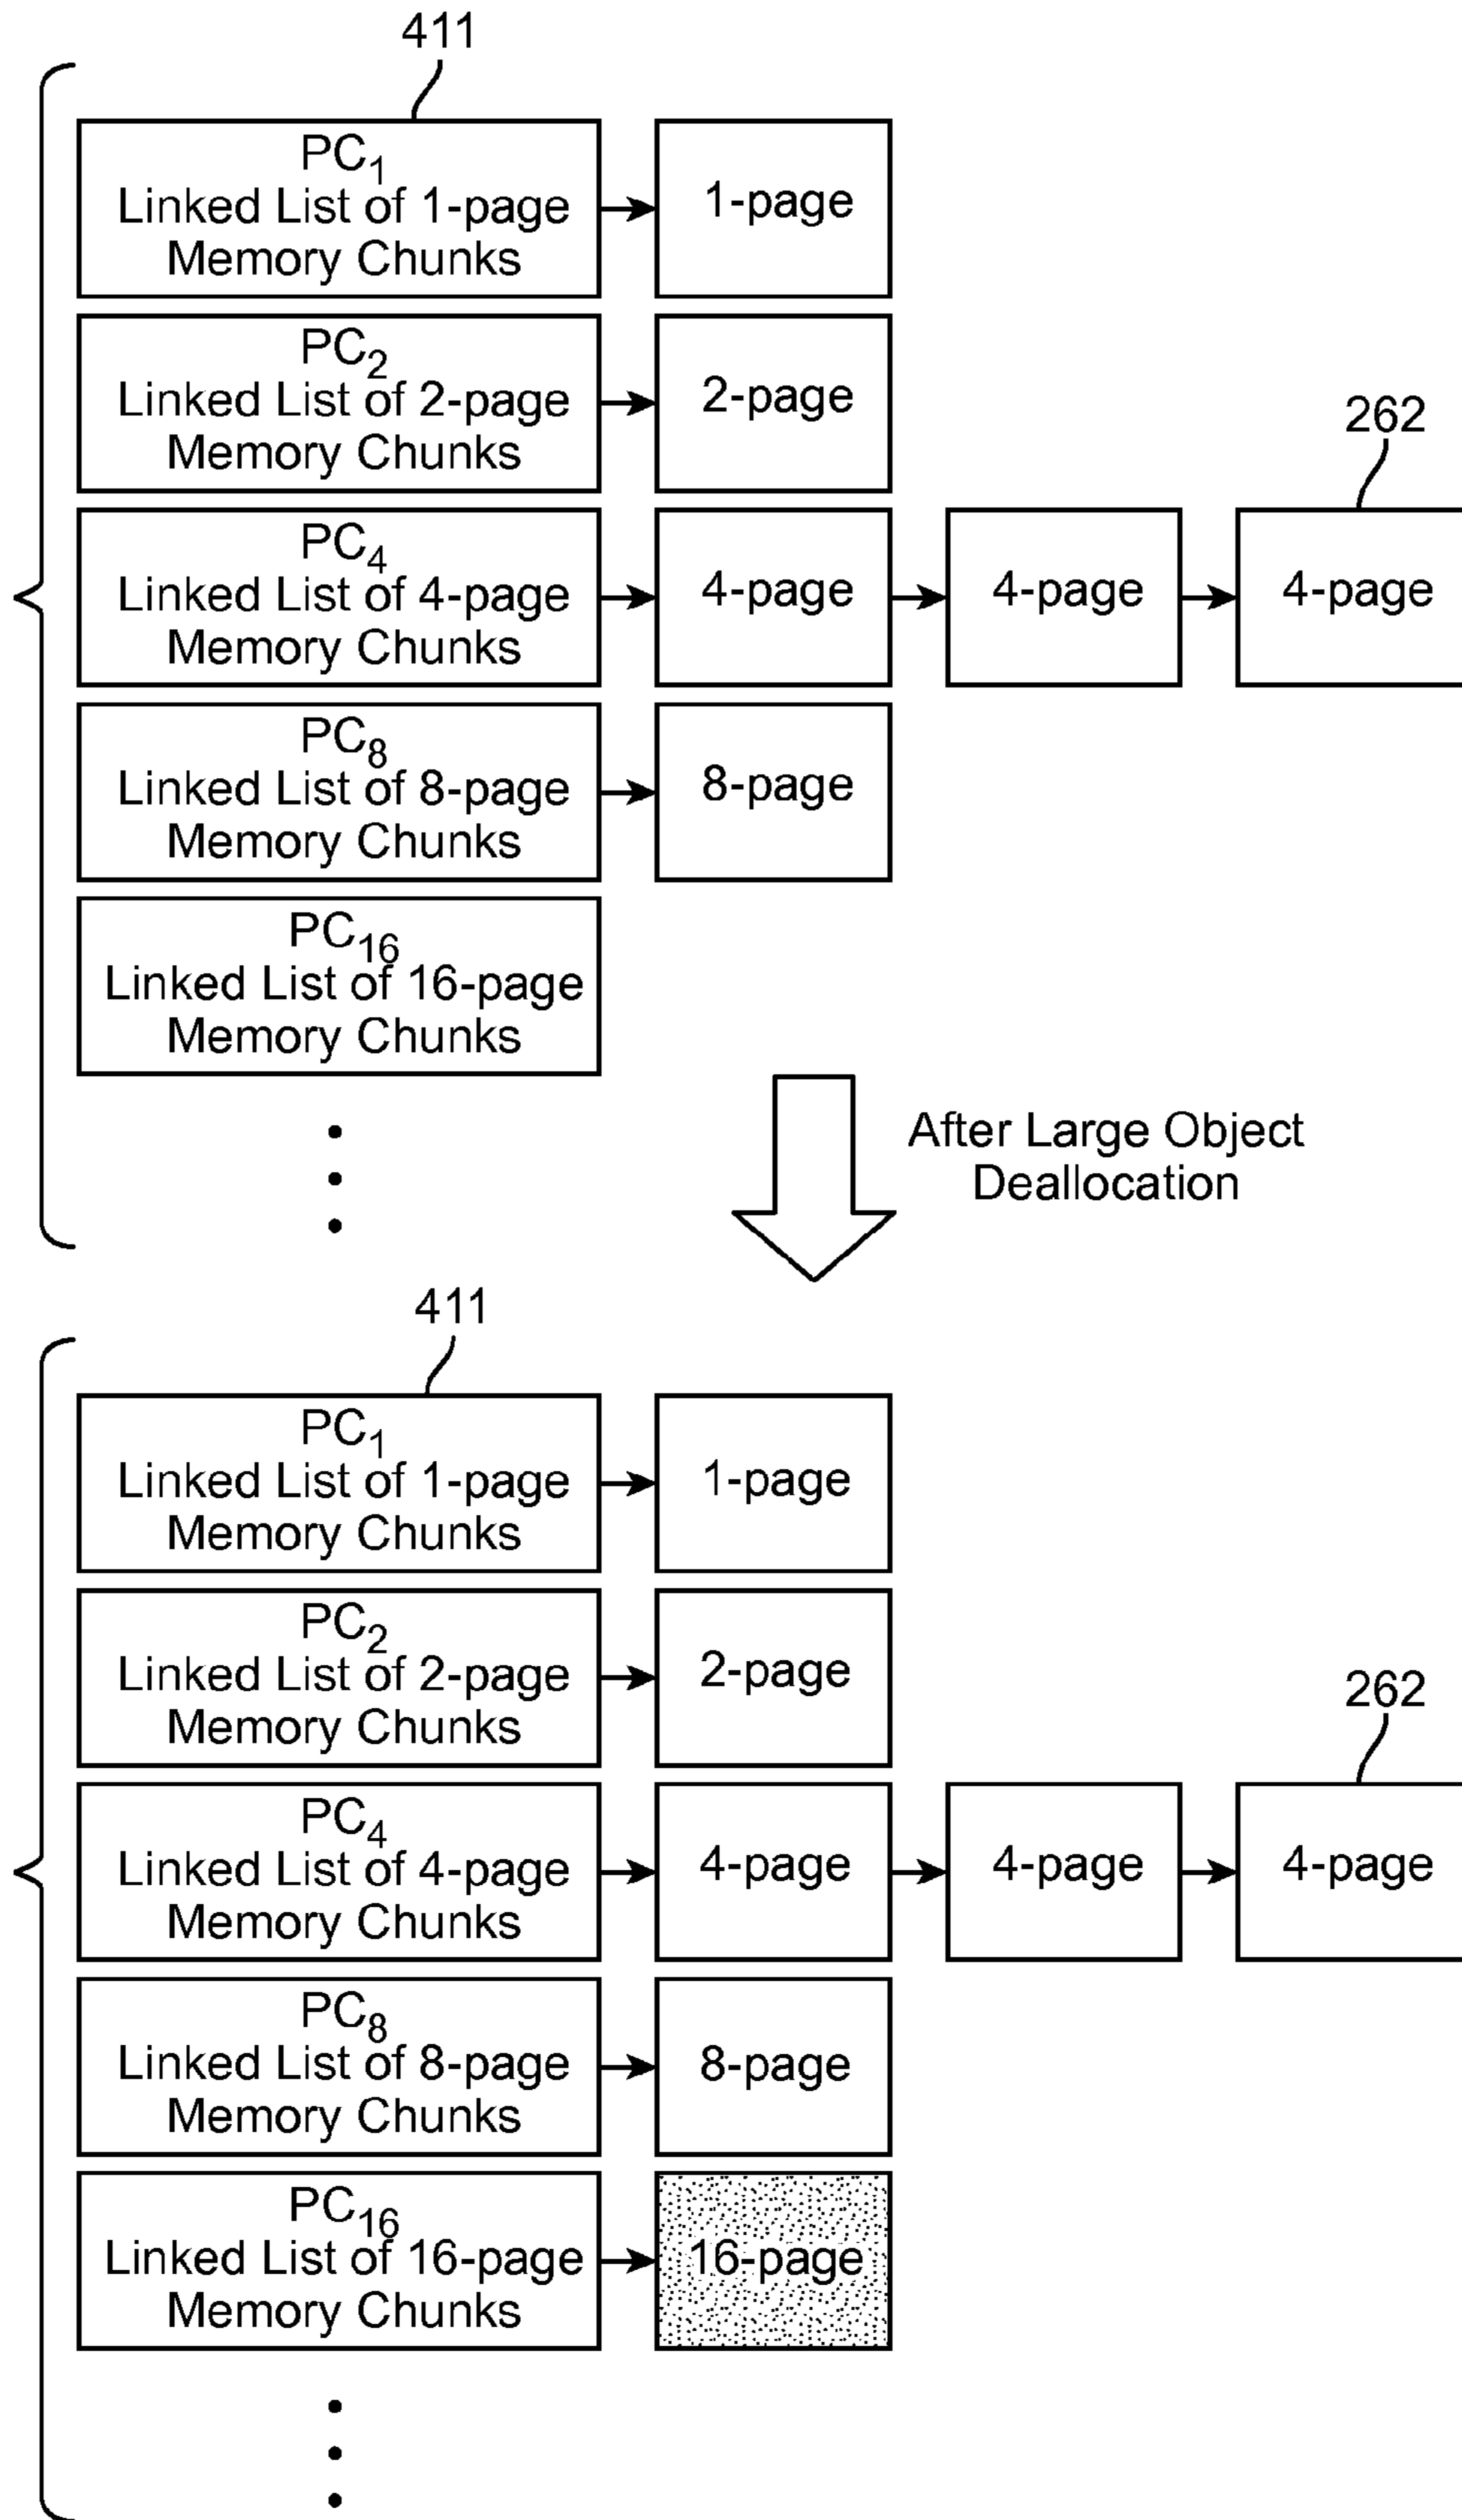 411
PC1
Linked List of 1-page
Memory Chunks
1-page
PC2
Linked List of 2-page
Memory Chunks
2-page
262
PC4
Linked List of 4-page
Memory Chunks
4-page
4-page
4-page
PC8
Linked List of 8-page
Memory Chunks
8-page
PC16
Linked List of 16-page
Memory Chunks
After Large Object
Deallocation
411
PC1
Linked List of 1-page
Memory Chunks
1-page
PC2
Linked List of 2-page
Memory Chunks
2-page
262
PC4
Linked List of 4-page
Memory Chunks
4-page
4-page
4-page
PC8
Linked List of 8-page
Memory Chunks
8-page
PC16
Linked List of 16-page
Memory Chunks
16-page